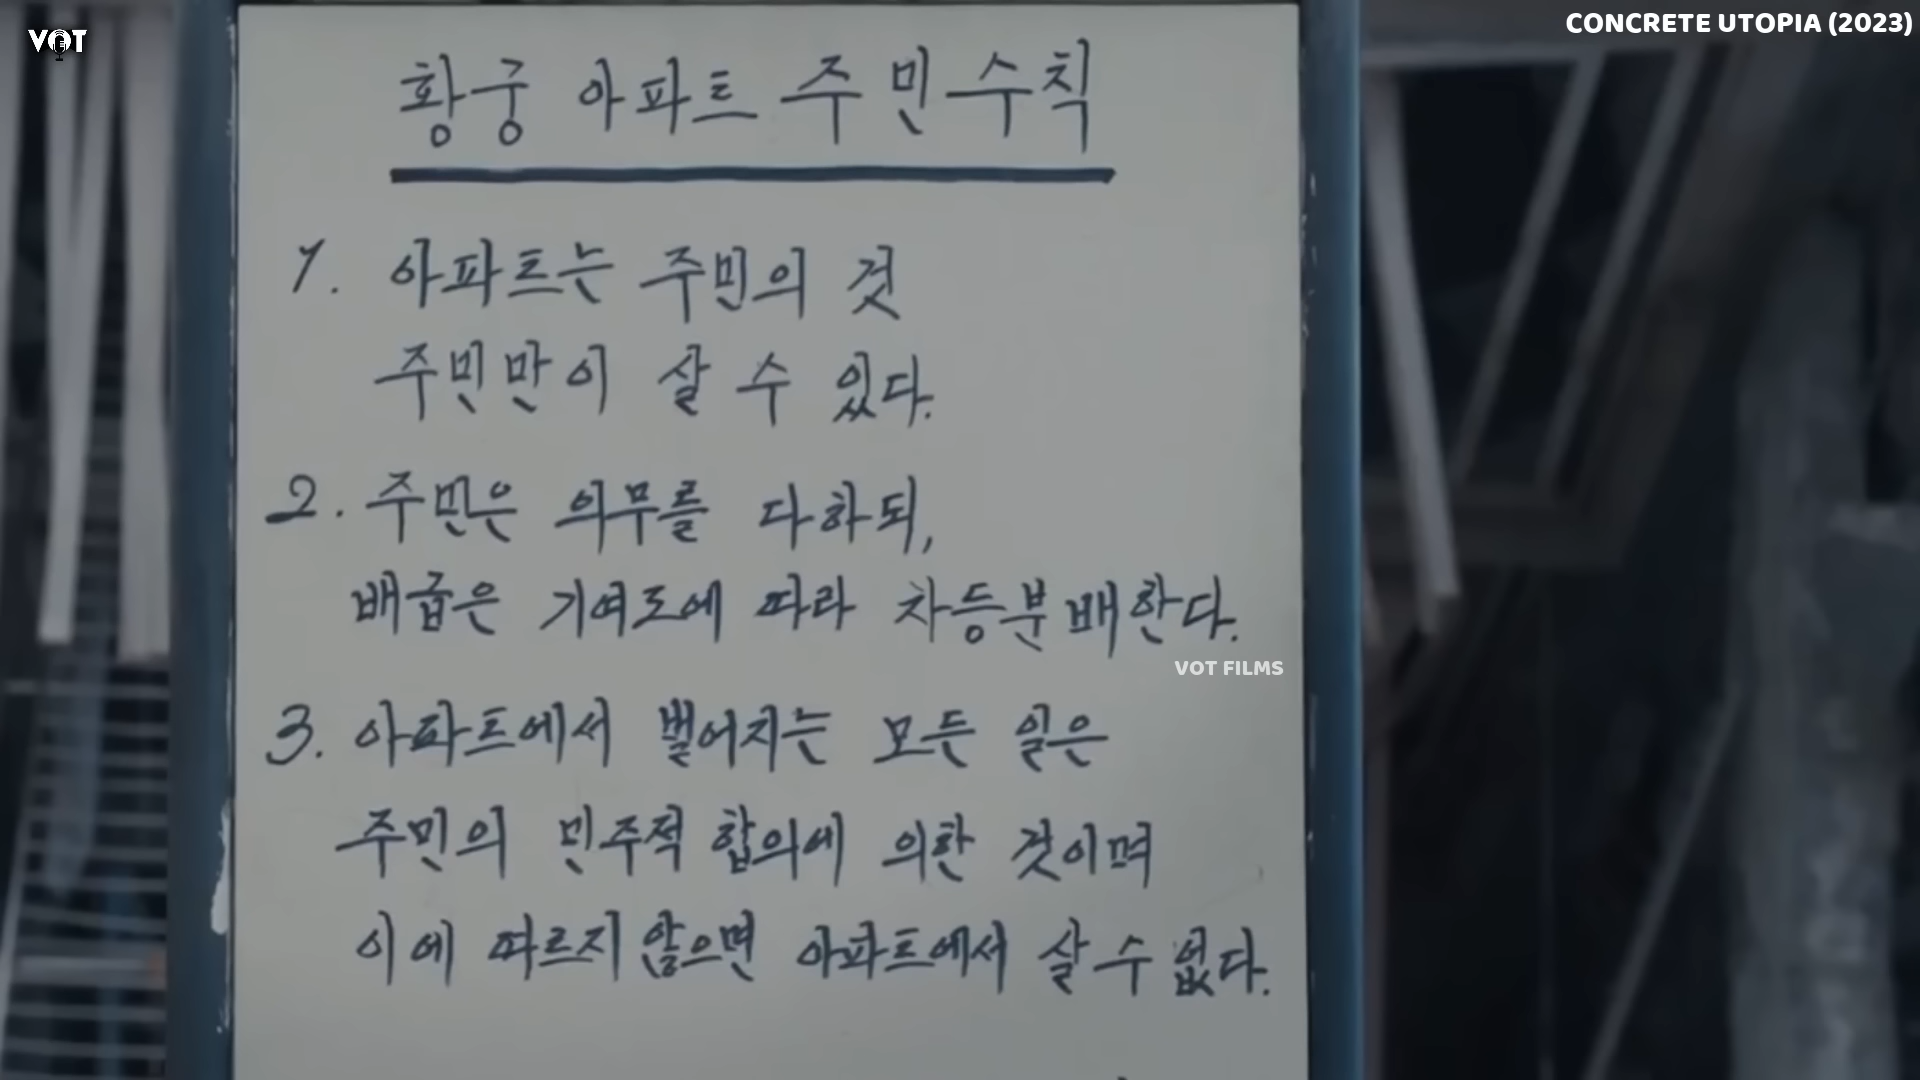 VOT
CONCRETE UTOPIA (2023)
황궁 아파트 주민수칙
1. 아파트는 주민의 것
주민만이 살 수 있다.
2. 주민은 의무를 다하되,
배급은 기여도에 따라 차등분배한다.
VOT FILMS
3. 아파트에서 벌어지는 모든 일은
주민의 민주적 합의에 의한 것이며
이에 따르지않으면 아파트에서 살 수 없다.